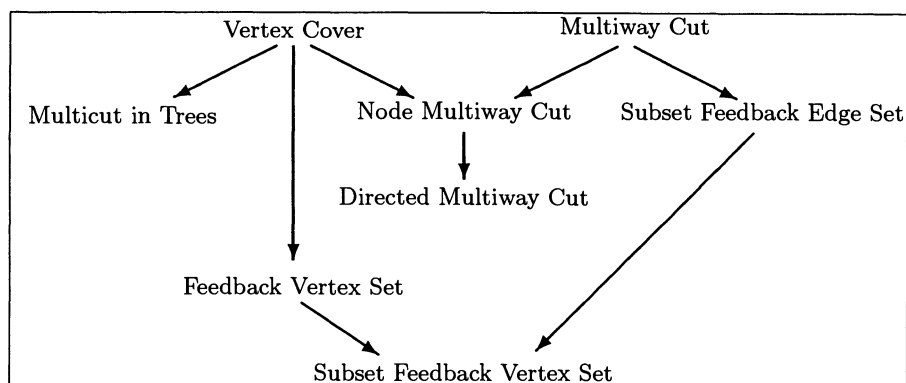 Vertex Cover
Multiway Cut
Multicut in Trees
Node Multiway Cut
Subset Feedback Edge Set
Directed Multiway Cut
Feedback Vertex Set
Subset Feedback Vertex Set